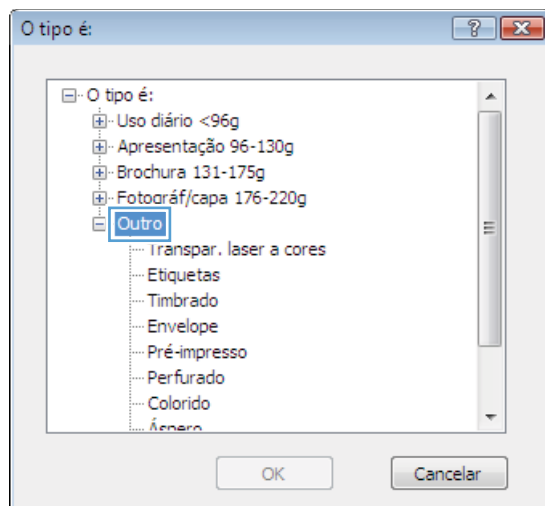 O tipo é:
O tipo é:
Uso diário <96g
Apresentação 96-130g
Brochura 131-175g
Fotográf/capa 176-220g
Outro
Transpar. laser a cores
Etiquetas
Timbrado
Envelope
Pré-impresso
Perfurado
Colorido
Áspero
OK Cancelar